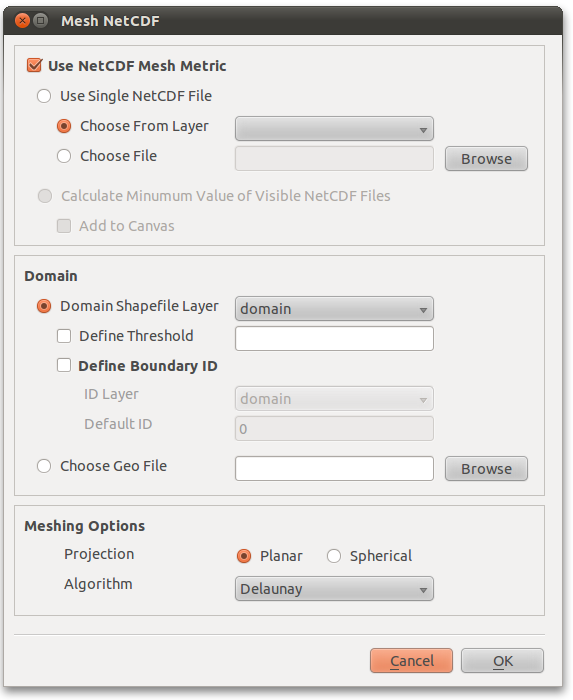 Mesh NetCDF
Use NetCDF Mesh Metric
Use Single NetCDF File
Choose From Layer
Choose File
Browse
Calculate Minumum Value of Visible NetCDF Files
Add to Canvas
Domain
Domain Shapefile Layer domain
Define Threshold
Define Boundary ID
ID Layer domain
Default ID 0
Choose Geo File
Browse
Meshing Options
Projection Planar Spherical
Algorithm Delaunay
Cancel OK